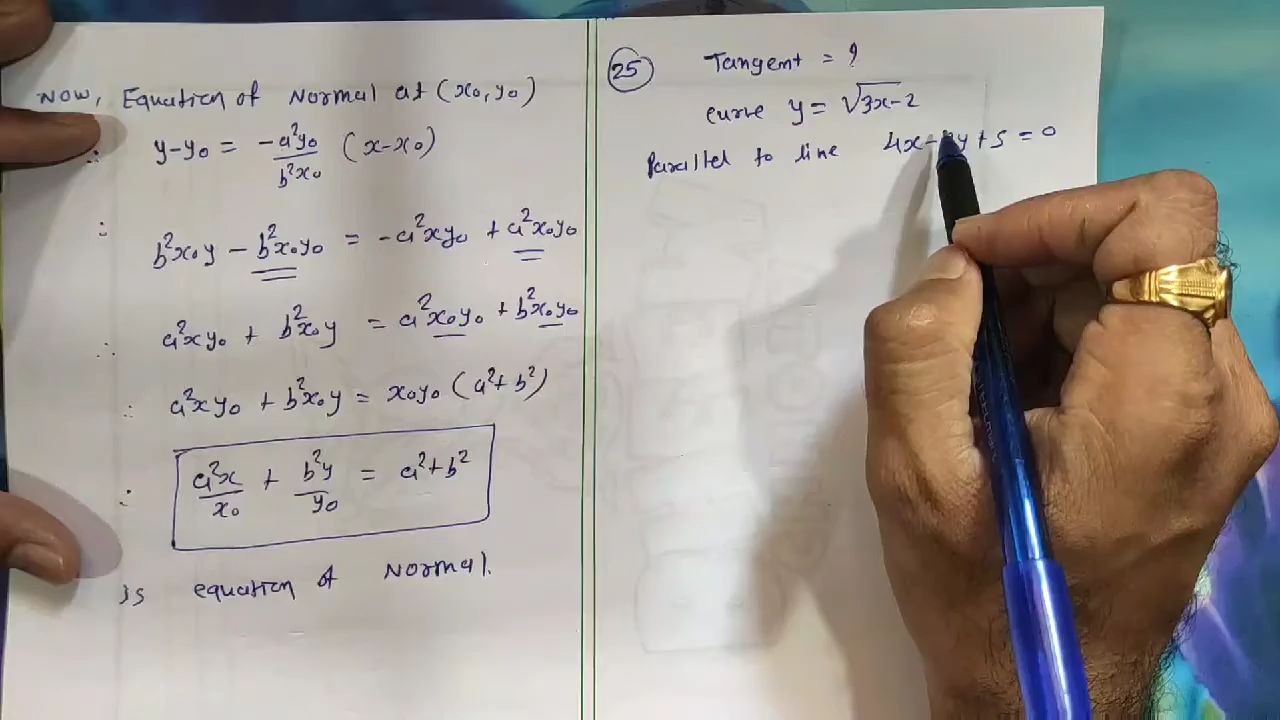 Now, Equation of Normal at (x₀, y₀)
∴ y-y₀ = -a²y₀/b²x₀ (x-x₀)
∴ b²x₀y - b²x₀y₀ = -a²xy₀ + a²x₀y₀
∴ a²xy₀ + b²x₀y = a²x₀y₀ + b²x₀y₀
∴ a²xy₀ + b²x₀y = x₀y₀ (a²+b²)
∴ a²x/x₀ + b²y/y₀ = a²+b²
is equation of Normal.
25 Tangent = ?
curve y = √3x-2
Parallel to line 4x- y + 5 = 0